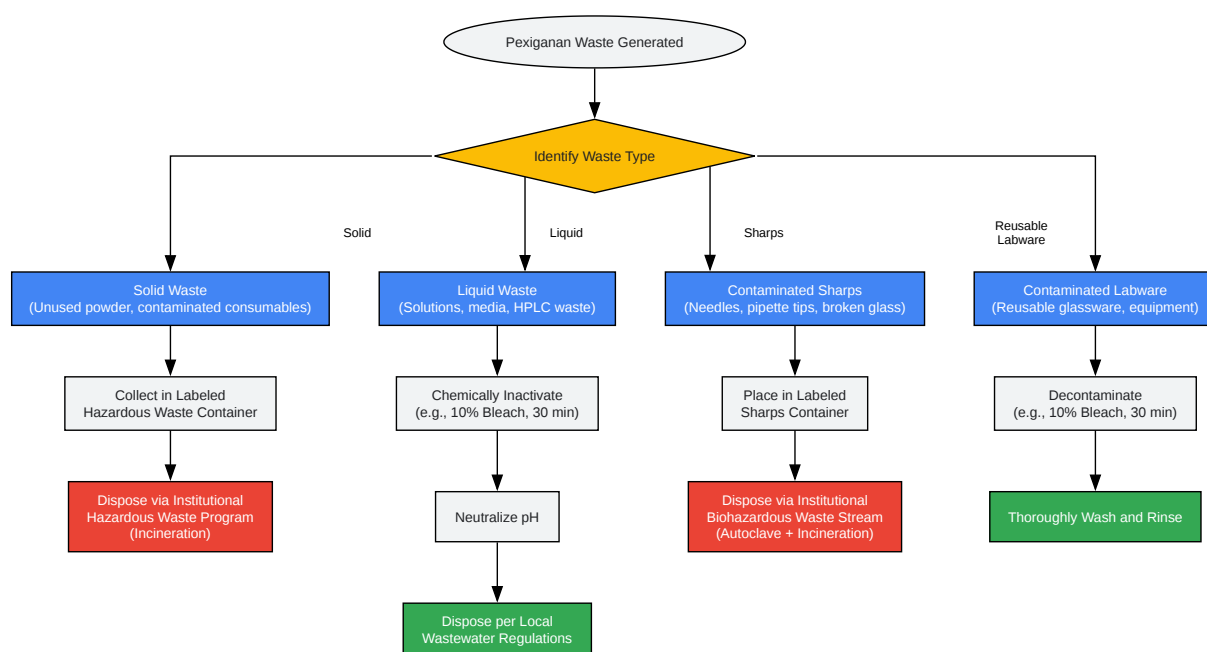 Pexiganan Waste Generated
Identify Waste Type
Solid
Liquid
Sharps
Reusable
Labware
Solid Waste
(Unused powder, contaminated consumables)
Liquid Waste
(Solutions, media, HPLC waste)
Contaminated Sharps
(Needles, pipette tips, broken glass)
Contaminated Labware
(Reusable glassware, equipment)
Collect in Labeled
Hazardous Waste Container
Chemically Inactivate
(e.g., 10% Bleach, 30 min)
Place in Labeled
Sharps Container
Decontaminate
(e.g., 10% Bleach, 30 min)
Dispose via Institutional
Hazardous Waste Program
(Incineration)
Neutralize pH
Dispose via Institutional
Biohazardous Waste Stream
(Autoclave + Incineration)
Thoroughly Wash and Rinse
Dispose per Local
Wastewater Regulations